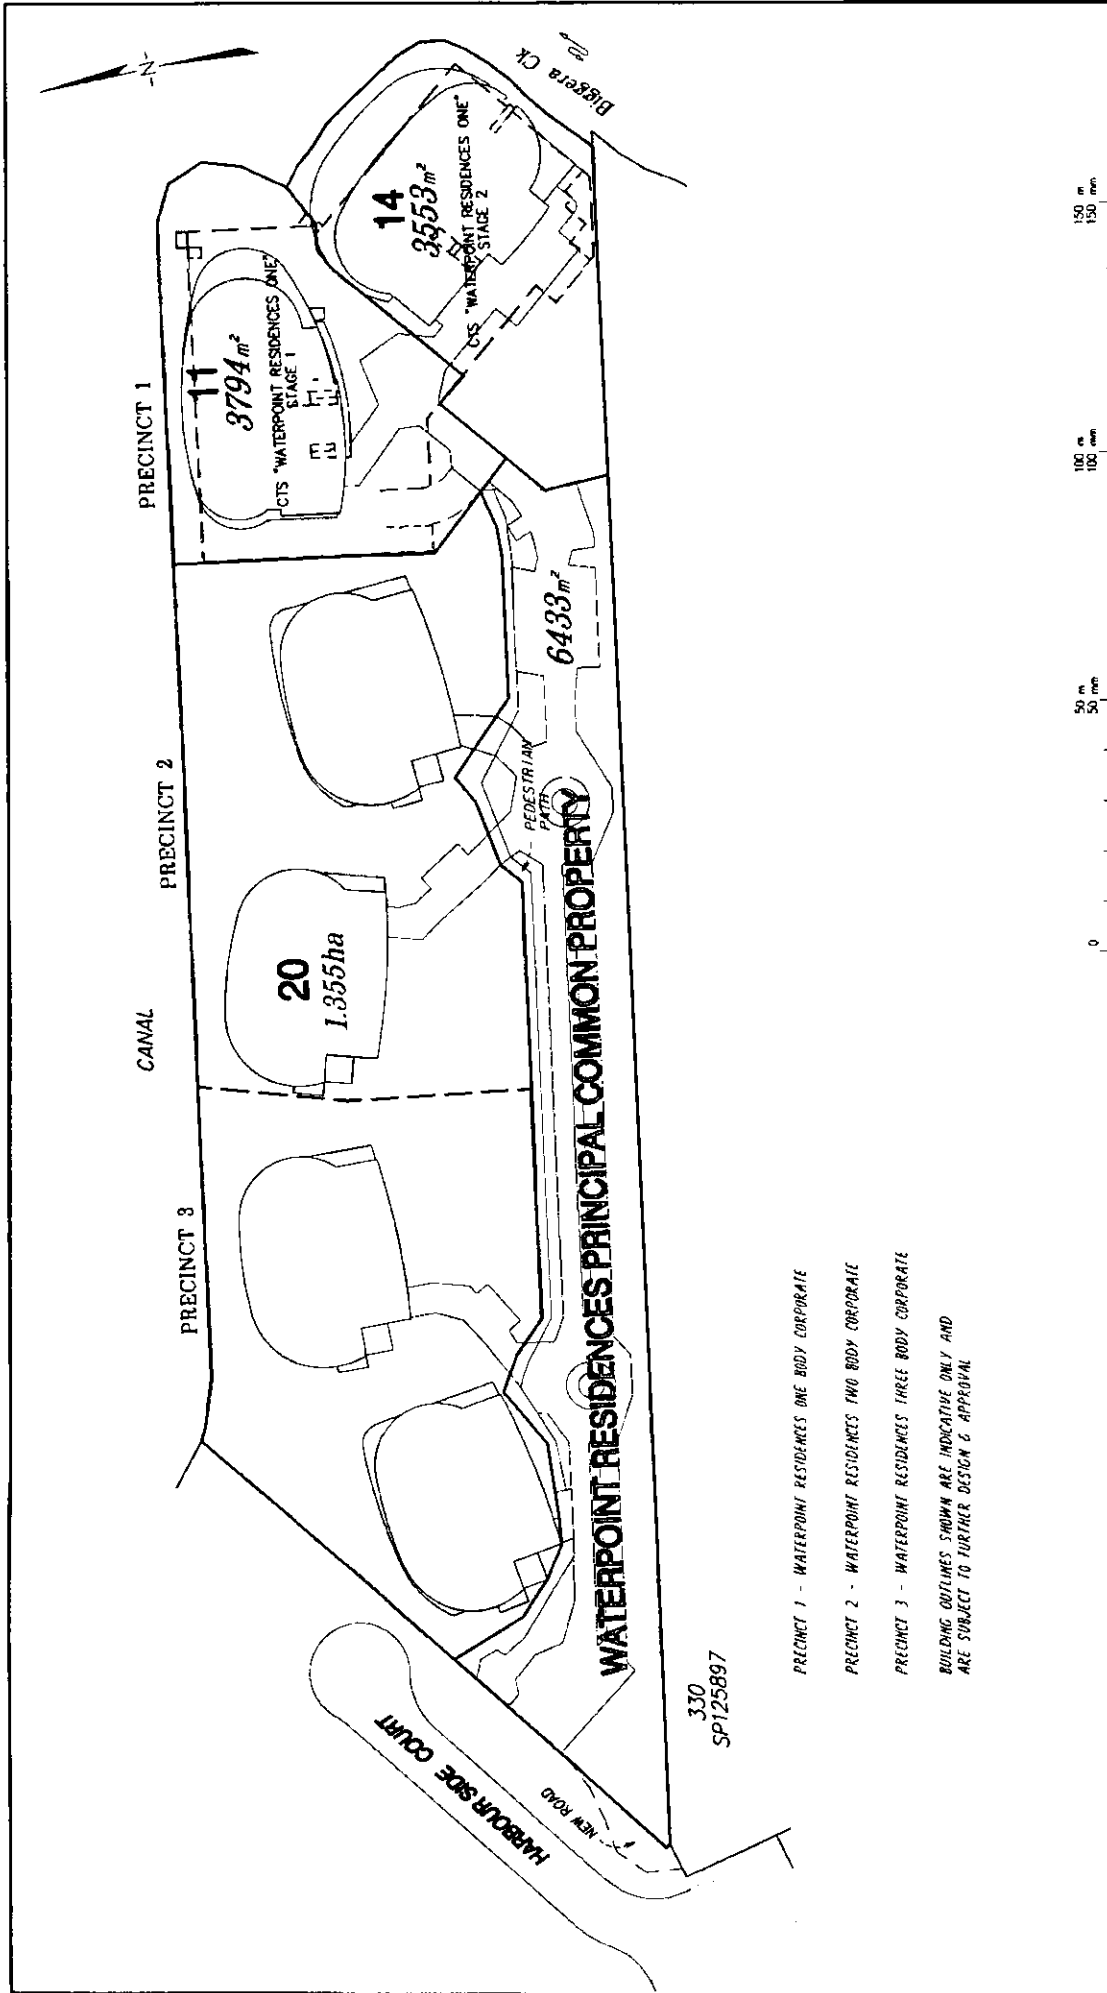 -N-
Biggera Ck
14
3553m²
CTS "WATERPOINT RESIDENCES ONE"
STAGE 2
PRECINCT 1
11
3794m²
CTS "WATERPOINT RESIDENCES ONE"
STAGE 1
PRECINCT 2
20
1.355ha
CANAL
PRECINCT 3
6433m²
PEDESTRIAN
PATH
WATERPOINT RESIDENCES PRINCIPAL COMMON PROPERTY
HARBOUR SIDE COURT
NEW ROAD
330
SP125897
PRECINCT 1 - WATERPOINT RESIDENCES ONE BODY CORPORATE
PRECINCT 2 - WATERPOINT RESIDENCES TWO BODY CORPORATE
PRECINCT 3 - WATERPOINT RESIDENCES THREE BODY CORPORATE
BUILDING OUTLINES SHOWN ARE INDICATIVE ONLY AND
ARE SUBJECT TO FURTHER DESIGN & APPROVAL
0
50 m
50 mm
100 m
100 mm
150 m
150 mm